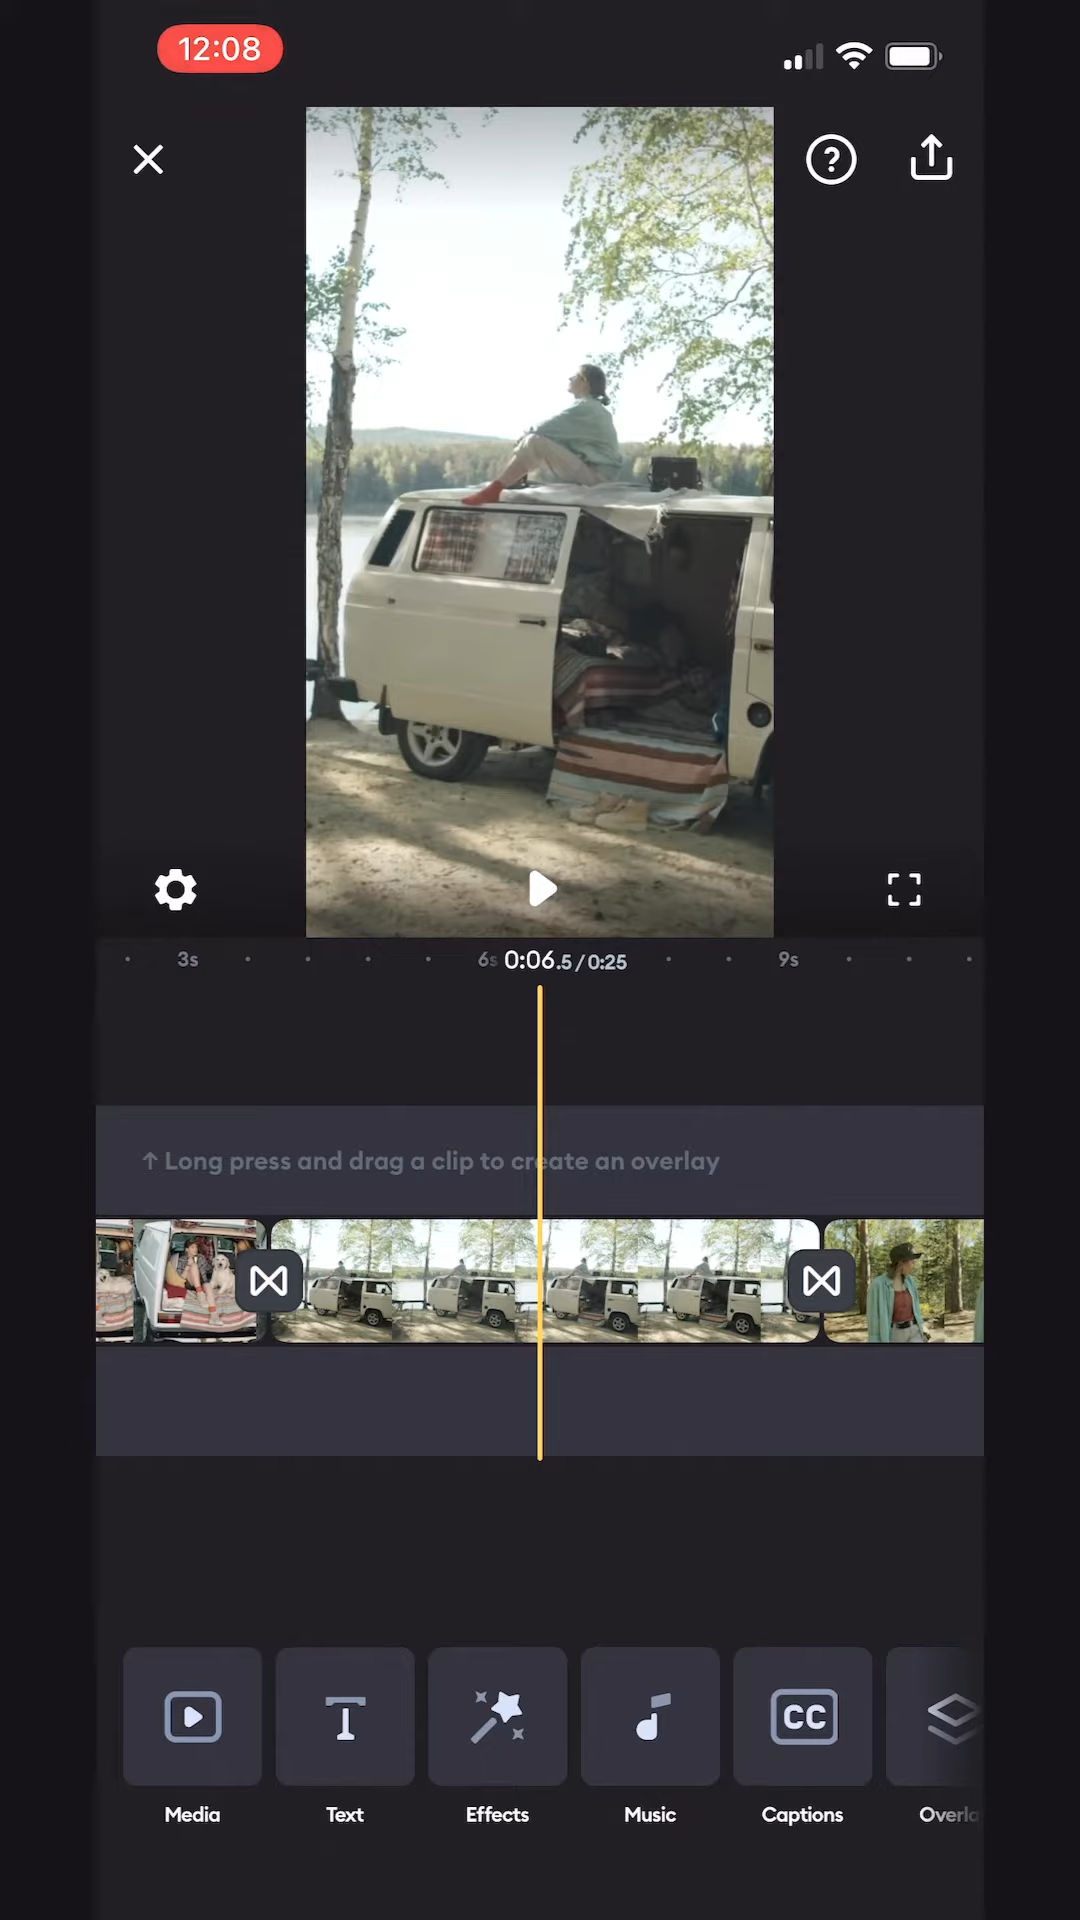 12:08
3s
6s
0:06.5 / 0:25
9s
↑ Long press and drag a clip to create an overlay
CC
Media
Text
Effects
Music
Captions
Overla